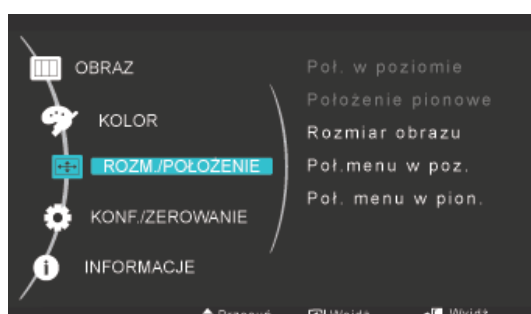 OBRAZ
KOLOR
ROZM./POŁOŻENIE
KONF./ZEROWANIE
INFORMACJE
Poł. w poziomie
Położenie pionowe
Rozmiar obrazu
Poł.menu w poz.
Poł. menu w pion.